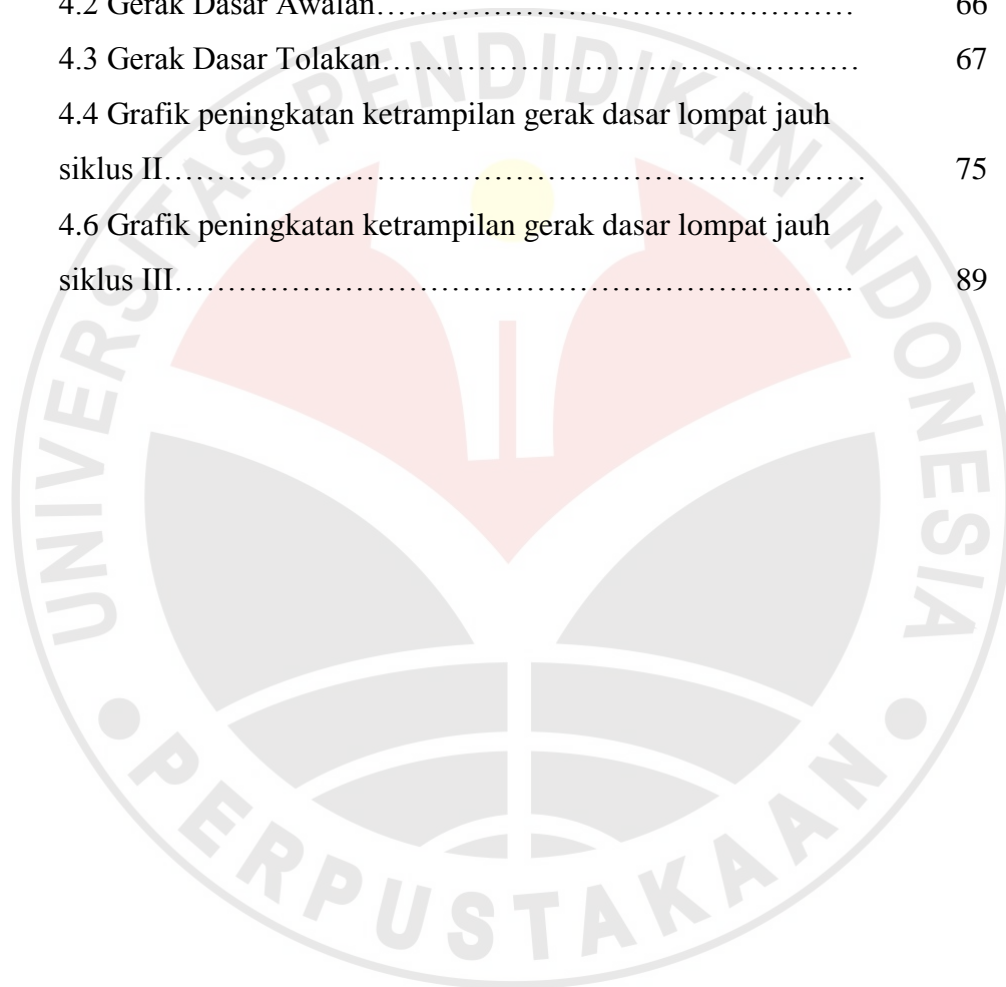 4.2 Gerak Dasar Awalan……………………………………… 66
4.3 Gerak Dasar Tolakan……………………………………… 67
4.4 Grafik peningkatan ketrampilan gerak dasar lompat jauh
siklus II………………………………………………………… 75
4.6 Grafik peningkatan ketrampilan gerak dasar lompat jauh
siklus III………………………………………………………. 89
UNIVERSITAS PENDIDIKAN INDONESIA
PERPUSTAKAAN